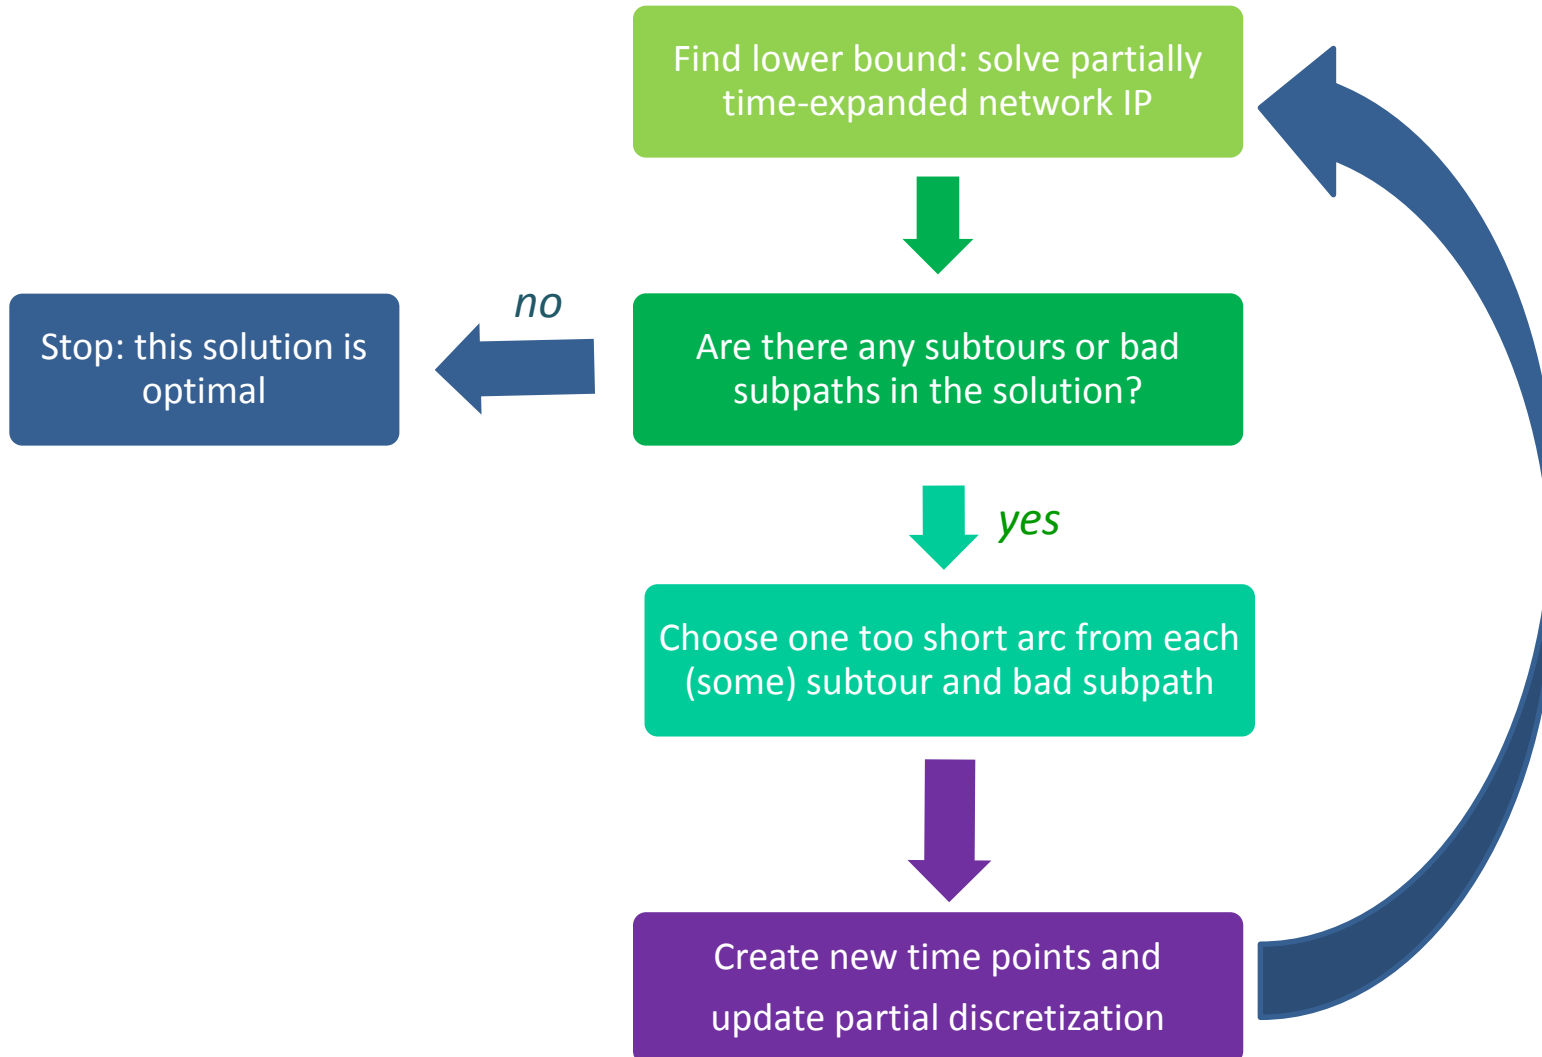 Find lower bound: solve partially
time-expanded network IP
no
Stop: this solution is
optimal
Are there any subtours or bad
subpaths in the solution?
yes
Choose one too short arc from each
(some) subtour and bad subpath
Create new time points and
update partial discretization